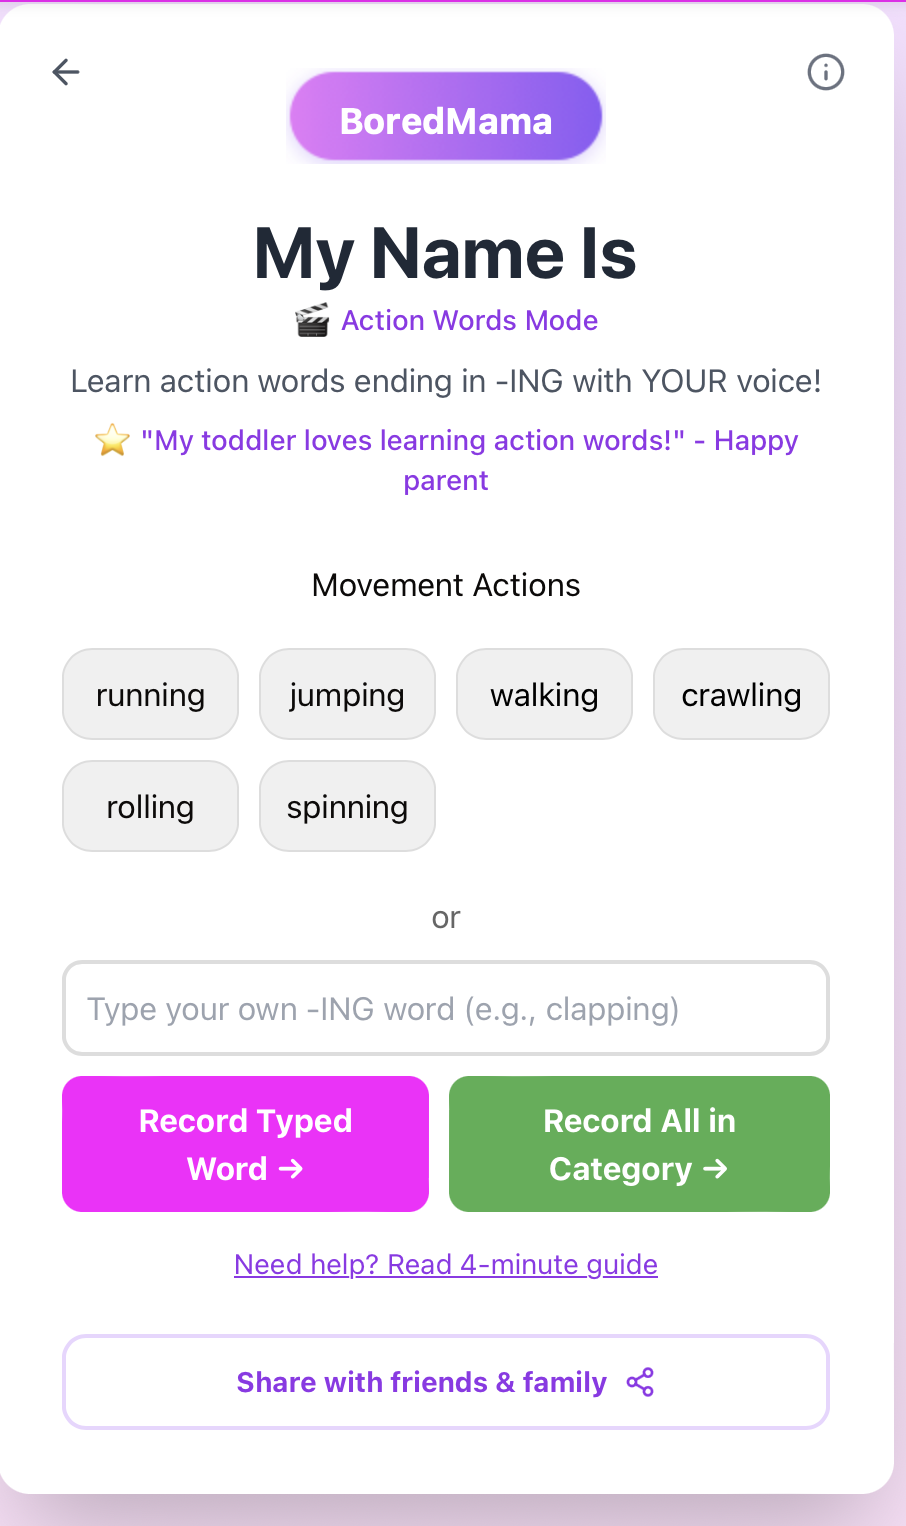 BoredMama
My Name Is
🎬 Action Words Mode
Learn action words ending in -ING with YOUR voice!
⭐ "My toddler loves learning action words!" - Happy
parent
Movement Actions
running jumping walking crawling
rolling spinning
or
Type your own -ING word (e.g., clapping)
Record Typed Record All in
Word → Category →
Need help? Read 4-minute guide
Share with friends & family